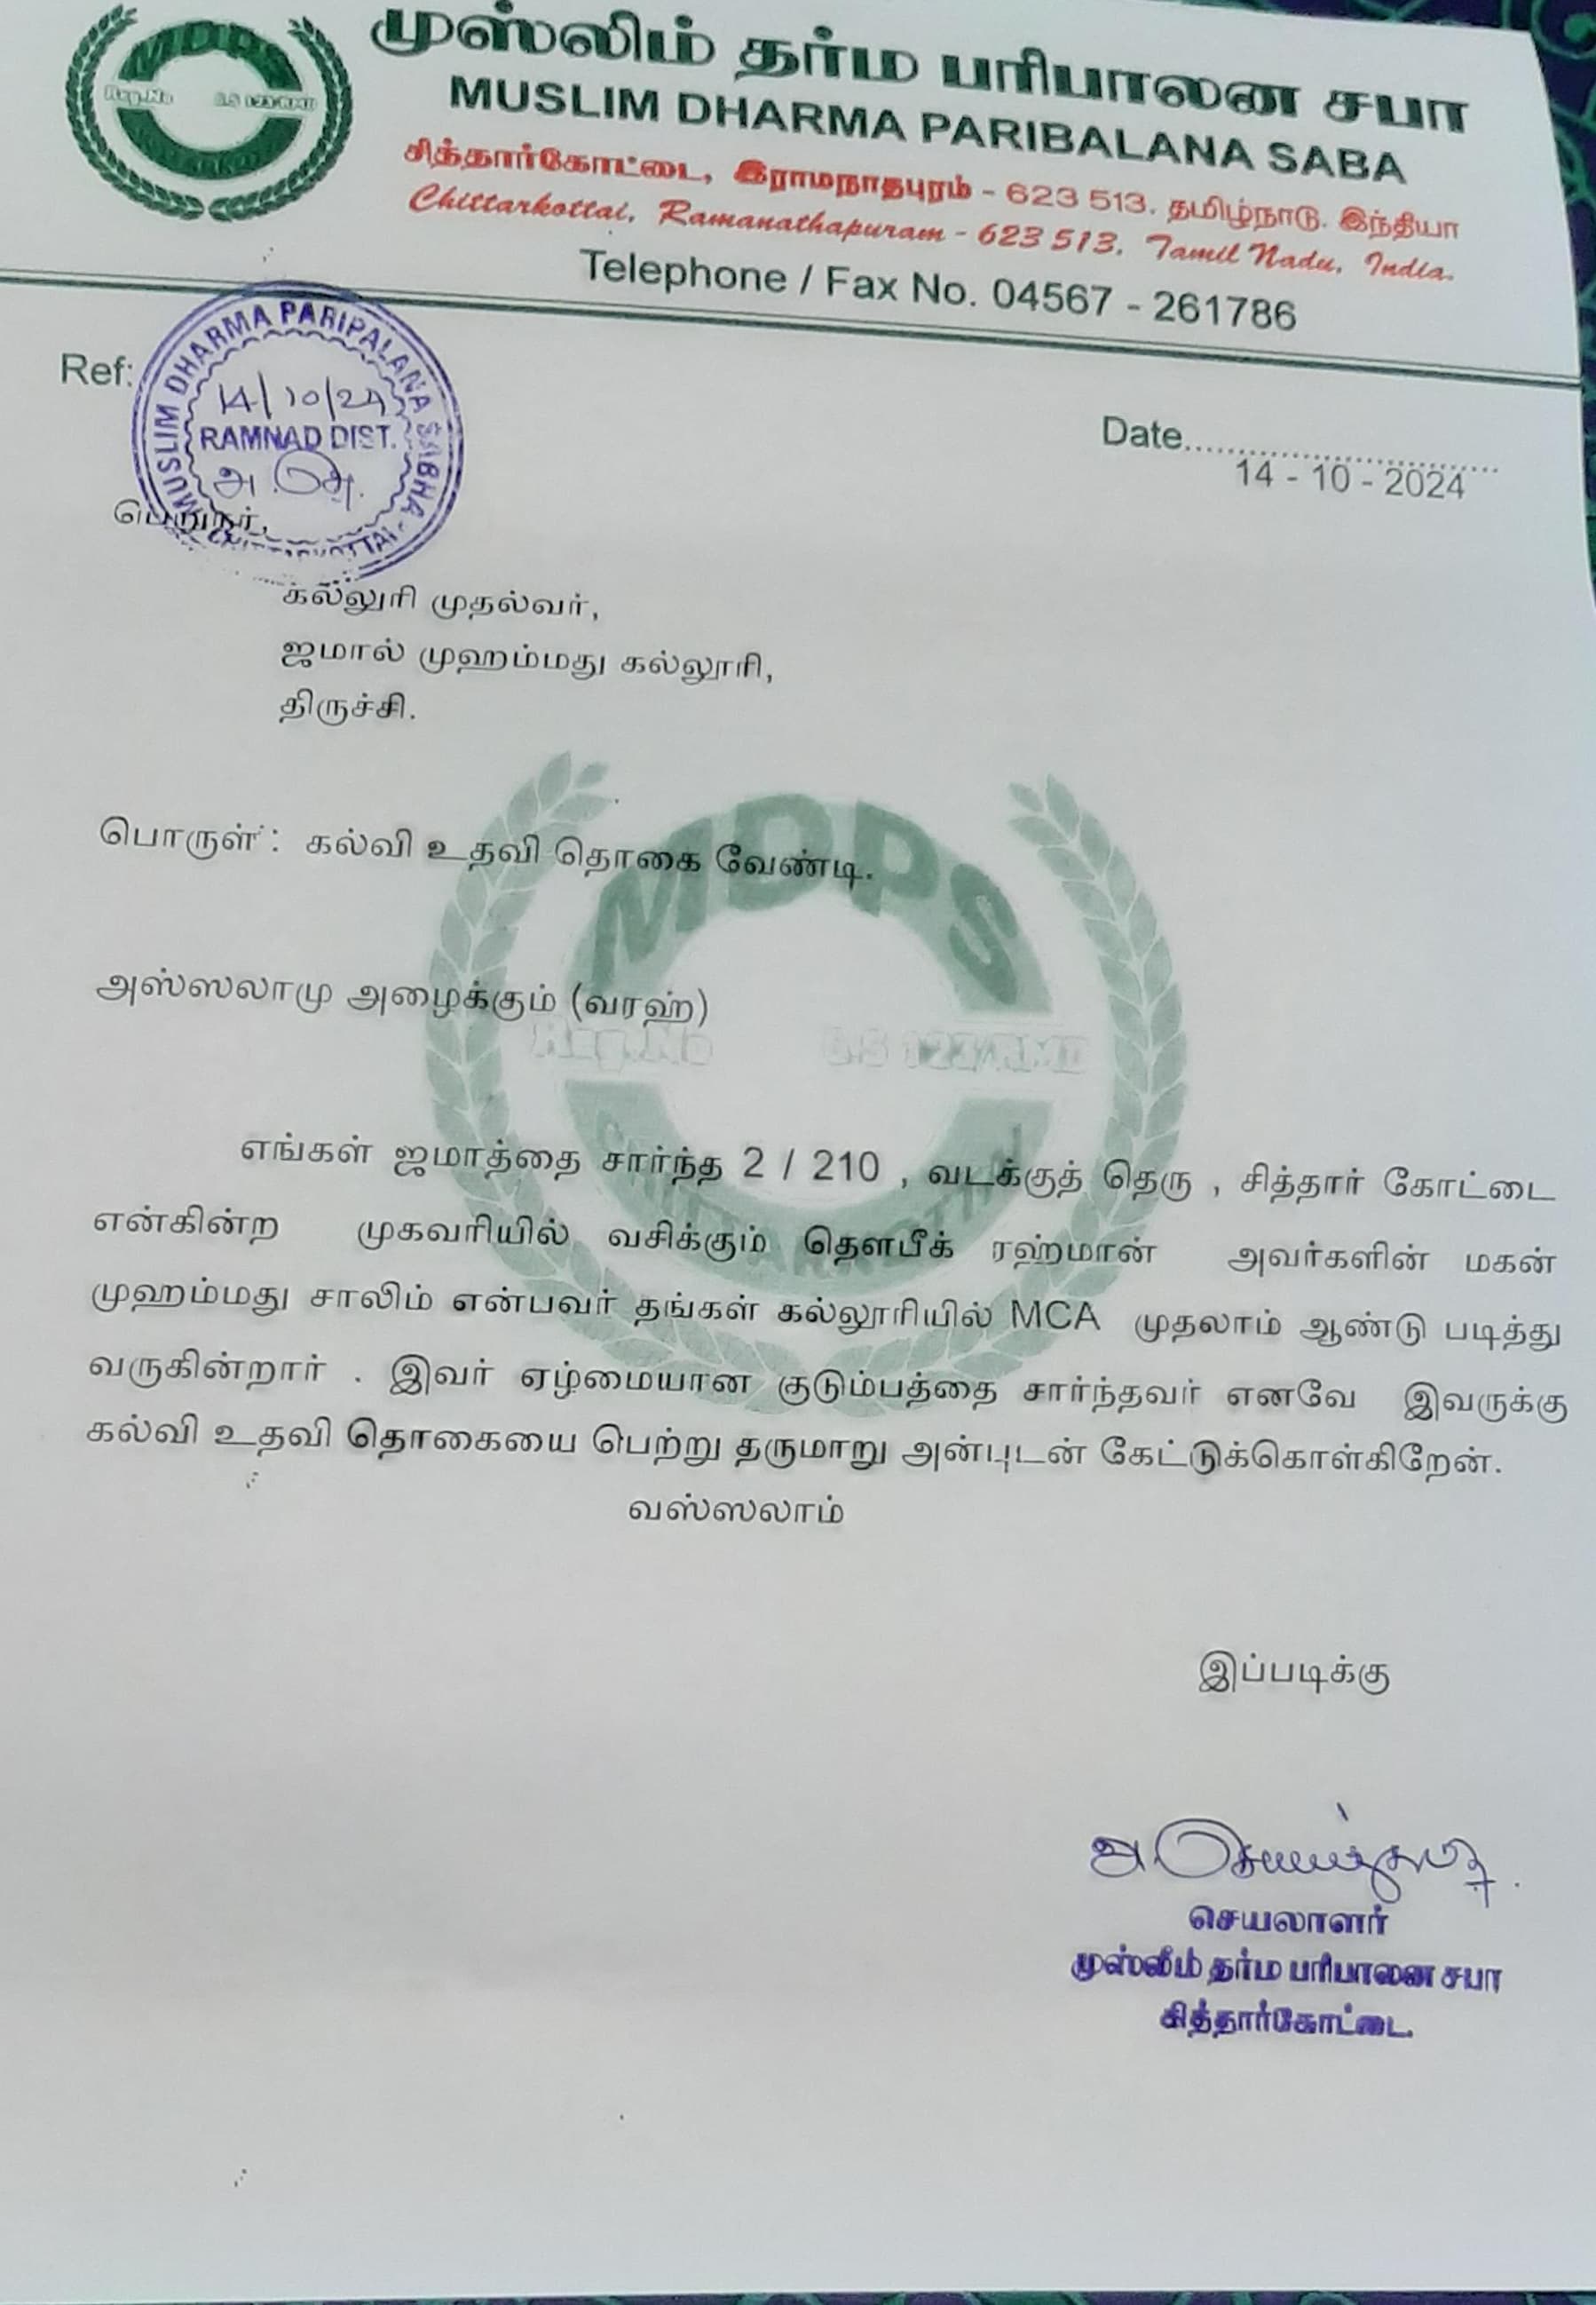 MDPS
Reg.No G.S 123/RMD
முஸ்லிம் தர்ம பரிபாலன சபா
MUSLIM DHARMA PARIBALANA SABA
சித்தார்கோட்டை, இராமநாதபுரம் - 623 513. தமிழ்நாடு. இந்தியா
Chittarkottai, Ramanathapuram - 623 513, Tamil Nadu, India.
Telephone / Fax No. 04567 - 261786
Ref:
MUSLIM DHARMA PARIPALANA SABHA
14/10/24
RAMNAD DIST.
Date
14 - 10 - 2024
பெறுநர்,
கல்லுரி முதல்வர்,
ஜமால் முஹம்மது கல்லூரி,
திருச்சி.
பொருள் : கல்வி உதவி தொகை வேண்டி.
MDPS
அஸ்ஸலாமு அழைக்கும் (வரஹ்)
Reg.No G.S 123/RMD
CHITTARKOTTAI
எங்கள் ஜமாத்தை சார்ந்த 2 / 210 , வடக்குத் தெரு , சித்தார் கோட்டை
என்கின்ற முகவரியில் வசிக்கும் தௌபீக் ரஹ்மான் அவர்களின் மகன்
முஹம்மது சாலிம் என்பவர் தங்கள் கல்லூரியில் MCA முதலாம் ஆண்டு படித்து
வருகின்றார் . இவர் ஏழ்மையான குடும்பத்தை சார்ந்தவர் எனவே இவருக்கு
கல்வி உதவி தொகையை பெற்று தருமாறு அன்புடன் கேட்டுக்கொள்கிறேன்.
வஸ்ஸலாம்
இப்படிக்கு
செயலாளர்
முஸ்லீம் தர்ம பரிபாலன சபா
சித்தார்கோட்டை.